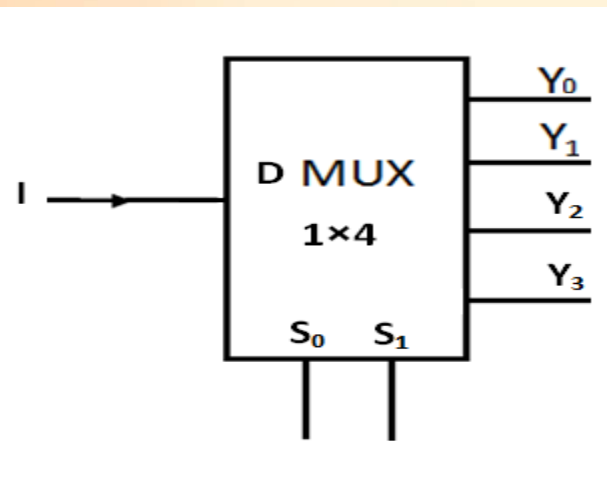 Y₀
Y₁
I
D MUX
Y₂
1×4
Y₃
S₀ S₁